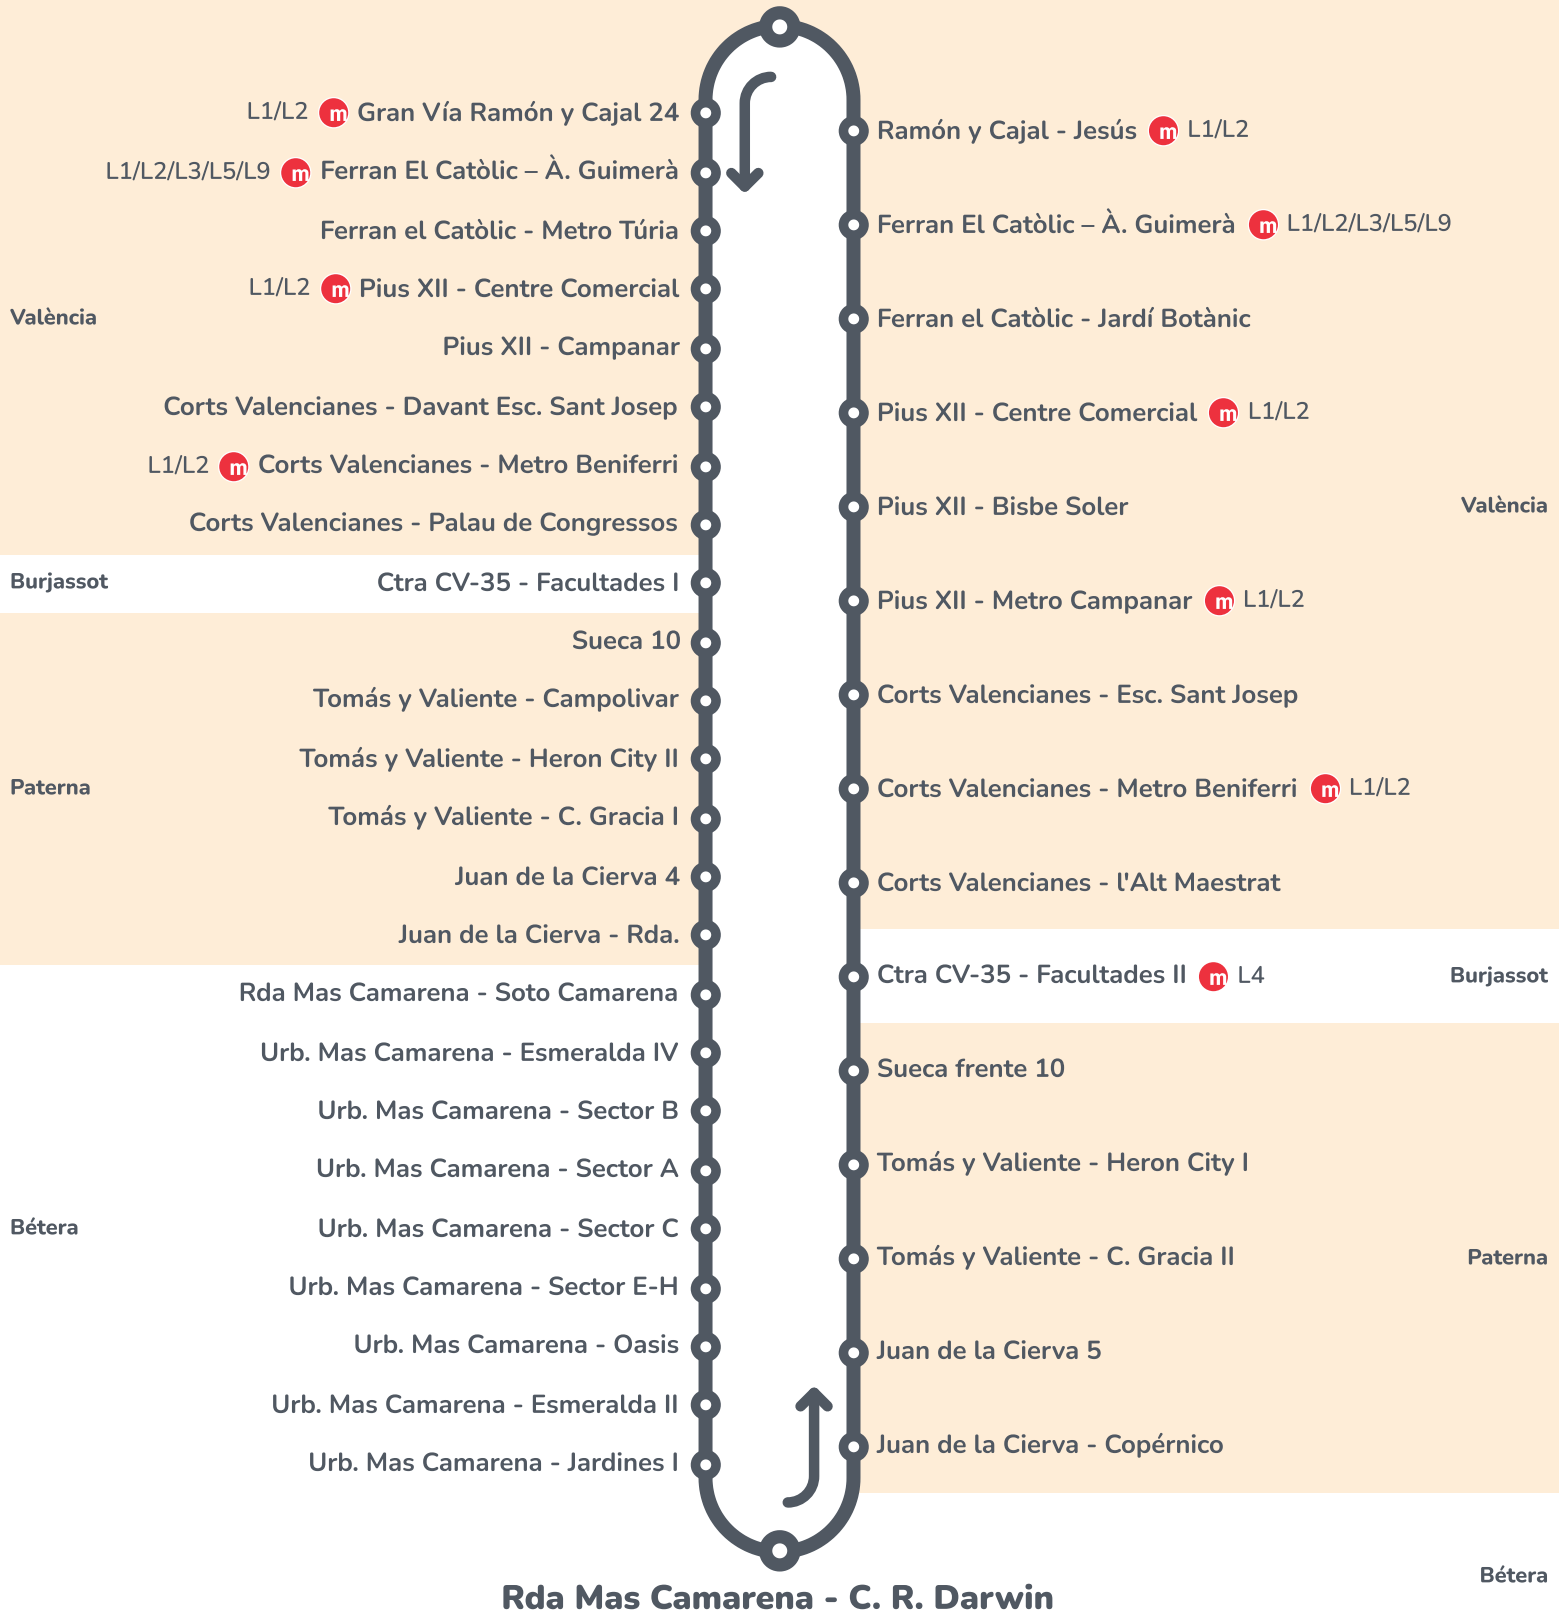 L1/L2 m Gran Vía Ramón y Cajal 24
L1/L2/L3/L5/L9 m Ferran El Catòlic – À. Guimerà
Ferran el Catòlic - Metro Túria
L1/L2 m Pius XII - Centre Comercial
València
Pius XII - Campanar
Corts Valencianes - Davant Esc. Sant Josep
L1/L2 m Corts Valencianes - Metro Beniferri
Corts Valencianes - Palau de Congressos
Burjassot
Ctra CV-35 - Facultades I
Sueca 10
Tomás y Valiente - Campolivar
Tomás y Valiente - Heron City II
Paterna
Tomás y Valiente - C. Gracia I
Juan de la Cierva 4
Juan de la Cierva - Rda.
Rda Mas Camarena - Soto Camarena
Urb. Mas Camarena - Esmeralda IV
Urb. Mas Camarena - Sector B
Urb. Mas Camarena - Sector A
Bétera
Urb. Mas Camarena - Sector C
Urb. Mas Camarena - Sector E-H
Urb. Mas Camarena - Oasis
Urb. Mas Camarena - Esmeralda II
Urb. Mas Camarena - Jardines I
Ramón y Cajal - Jesús m L1/L2
Ferran El Catòlic – À. Guimerà m L1/L2/L3/L5/L9
Ferran el Catòlic - Jardí Botànic
Pius XII - Centre Comercial m L1/L2
Pius XII - Bisbe Soler
València
Pius XII - Metro Campanar m L1/L2
Corts Valencianes - Esc. Sant Josep
Corts Valencianes - Metro Beniferri m L1/L2
Corts Valencianes - l'Alt Maestrat
Ctra CV-35 - Facultades II m L4
Burjassot
Sueca frente 10
Tomás y Valiente - Heron City I
Tomás y Valiente - C. Gracia II
Paterna
Juan de la Cierva 5
Juan de la Cierva - Copérnico
Bétera
Rda Mas Camarena - C. R. Darwin